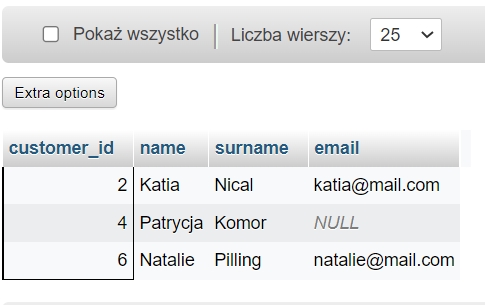 Pokaż wszystko Liczba wierszy: 25
Extra options
customer_id name surname email
2 Katia Nical katia@mail.com
4 Patrycja Komor NULL
6 Natalie Pilling natalie@mail.com